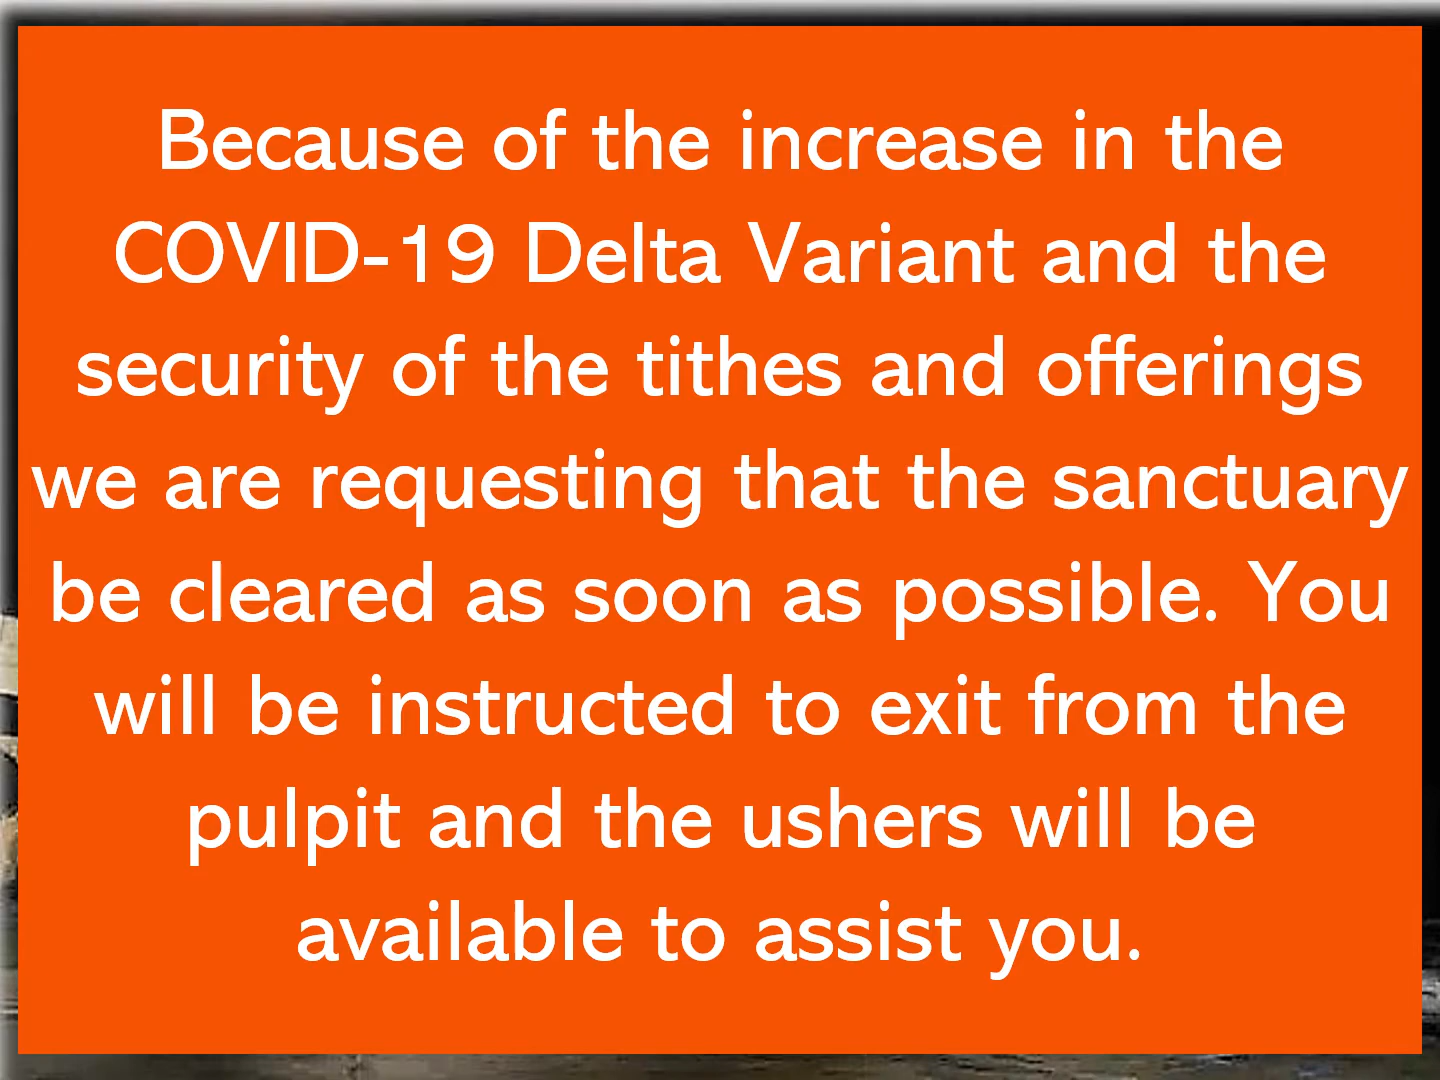 Because of the increase in the
COVID-19 Delta Variant and the
security of the tithes and offerings
we are requesting that the sanctuary
be cleared as soon as possible. You
will be instructed to exit from the
pulpit and the ushers will be
available to assist you.